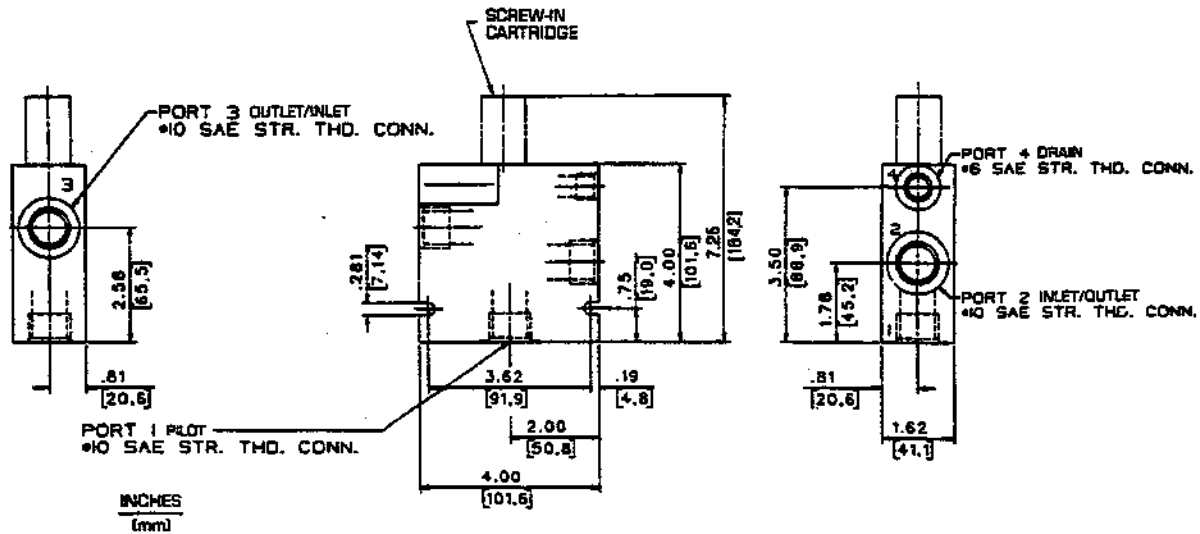 SCREW-IN
CARTRIDGE
PORT 3 OUTLET/INLET
#10 SAE STR. THD. CONN.
3
2.58
[65,5]
.81
[20,6]
PORT 1 PILOT
#10 SAE STR. THD. CONN.
INCHES
[mm]
.281
[7,14]
3.62
[91,9]
.19
[4,8]
2.00
[50,8]
4.00
[101,6]
.75
[19,0]
4.00
[101,6]
7.25
[184,2]
PORT 4 DRAIN
#6 SAE STR. THD. CONN.
4
2
1
3.50
[88,9]
1.78
[45,2]
PORT 2 INLET/OUTLET
#10 SAE STR. THD. CONN.
.81
[20,6]
1.62
[41,1]